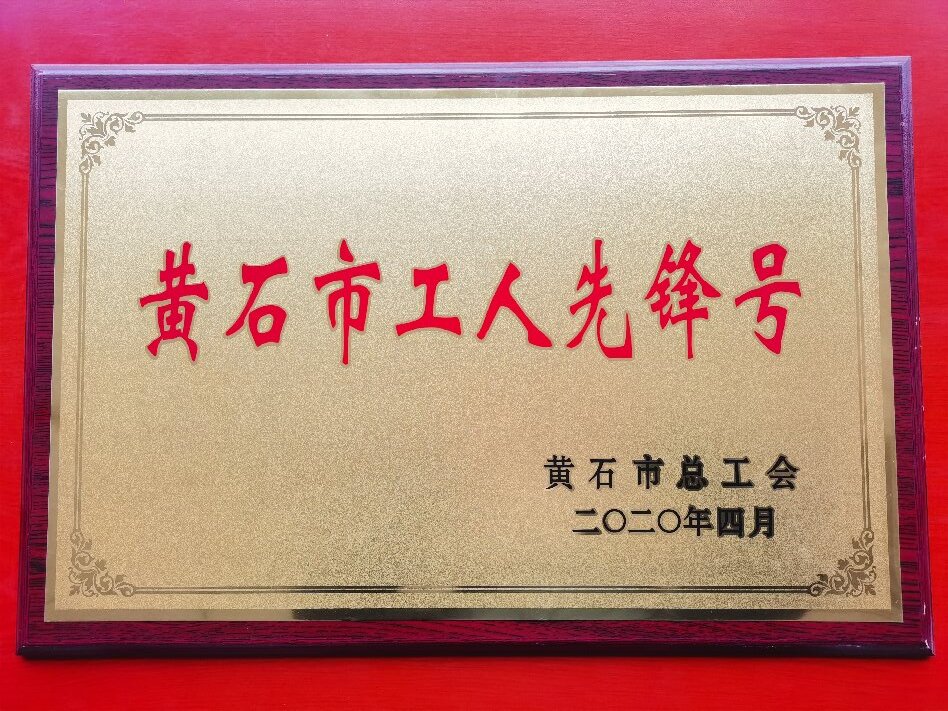 黄石市工人先锋号
黄石市总工会
二〇二〇年四月